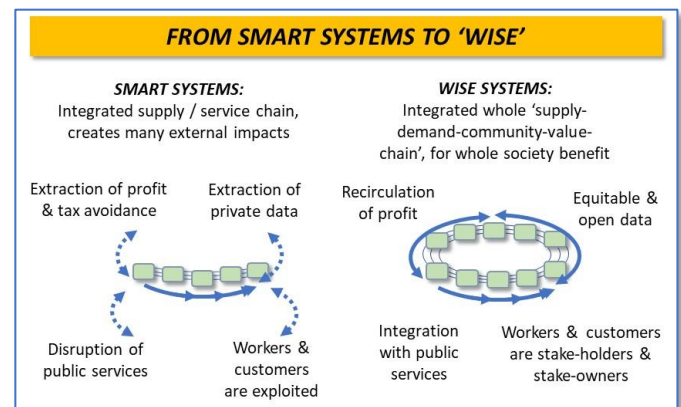 FROM SMART SYSTEMS TO ‘WISE’
SMART SYSTEMS:
Integrated supply / service chain,
creates many external impacts
Extraction of profit
& tax avoidance
Extraction of
private data
Disruption of
public services
Workers &
customers
are exploited
WISE SYSTEMS:
Integrated whole ‘supply-
demand-community-value-
chain’, for whole society benefit
Recirculation
of profit
Equitable &
open data
Integration
with public
services
Workers & customers
are stake-holders &
stake-owners